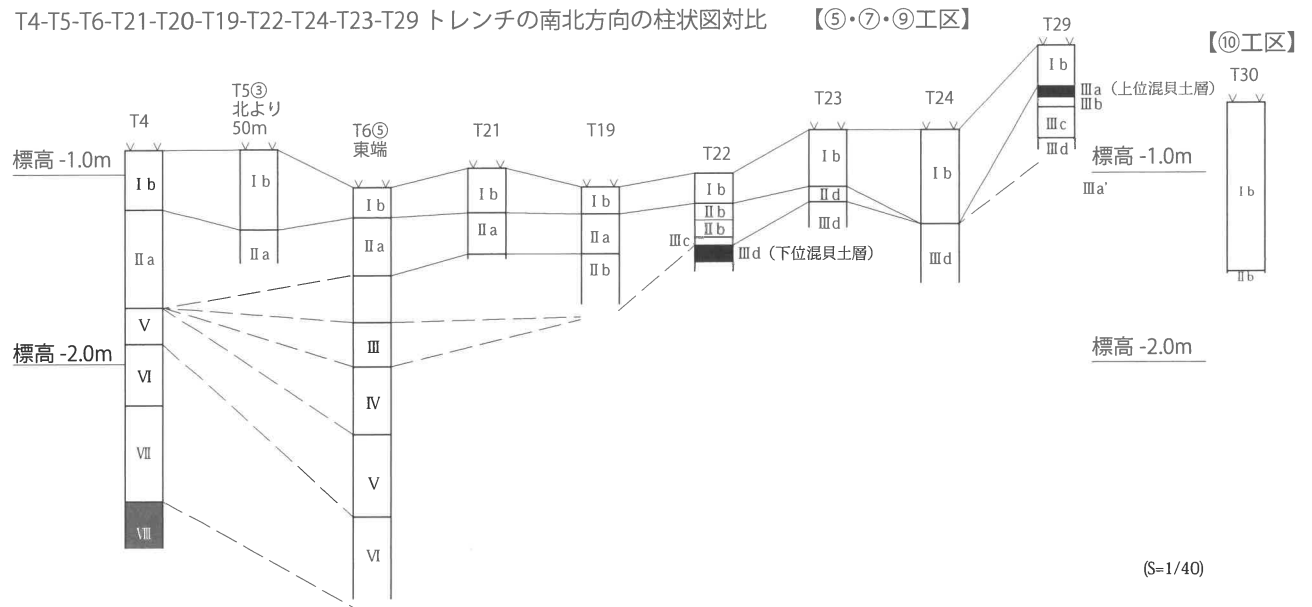 T4-T5-T6-T21-T20-T19-T22-T24-T23-T29 トレンチの南北方向の柱状図対比 【⑤・⑦・⑨工区】
【⑩工区】
標高 -1.0m
標高 -2.0m
T4
Ⅰb
Ⅱa
Ⅴ
Ⅵ
Ⅶ
Ⅷ
T5③
北より
50m
Ⅰb
Ⅱa
T6⑤
東端
Ⅰb
Ⅱa
Ⅲ
Ⅳ
Ⅴ
Ⅵ
T21
Ⅰb
Ⅱa
T19
Ⅰb
Ⅱa
Ⅱb
T22
Ⅰb
Ⅱb
Ⅱb
Ⅲc
Ⅲd（下位混貝土層）
T23
Ⅰb
Ⅱd
Ⅲd
T24
Ⅰb
Ⅲd
T29
Ⅰb
Ⅲa（上位混貝土層）
Ⅲb
Ⅲc
Ⅲd
標高 -1.0m
Ⅲa'
標高 -2.0m
T30
Ⅰb
Ⅱb
(S=1/40)